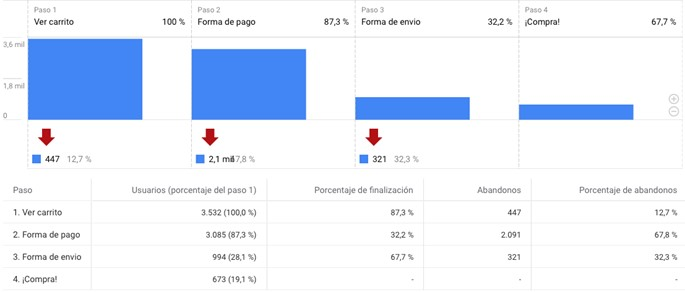 Paso 1
Ver carrito 100 %
Paso 2
Forma de pago 87,3 %
Paso 3
Forma de envio 32,2 %
Paso 4
¡Compra! 67,7 %
3,6 mil
1,8 mil
0
447 12,7 %
2,1 mil 67,8 %
321 32,3 %
Paso Usuarios (porcentaje del paso 1) Porcentaje de finalización Abandonos Porcentaje de abandonos
1. Ver carrito 3.532 (100,0 %) 87,3 % 447 12,7 %
2. Forma de pago 3.085 (87,3 %) 32,2 % 2.091 67,8 %
3. Forma de envio 994 (28,1 %) 67,7 % 321 32,3 %
4. ¡Compra! 673 (19,1 %) - - -